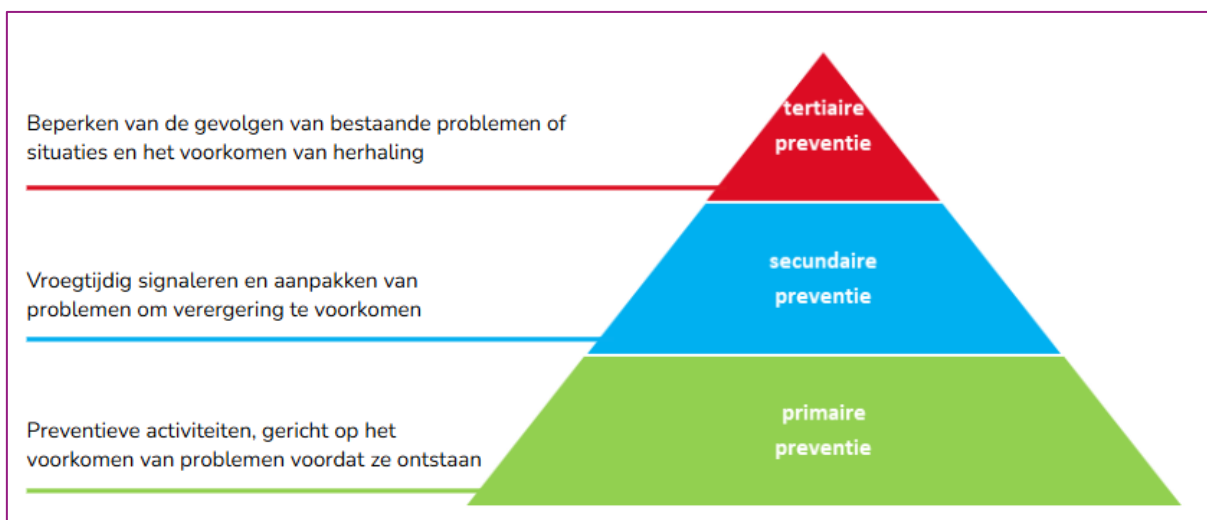 tertiaire
preventie
Beperken van de gevolgen van bestaande problemen of
situaties en het voorkomen van herhaling
secundaire
preventie
Vroegtijdig signaleren en aanpakken van
problemen om verergering te voorkomen
primaire
preventie
Preventieve activiteiten, gericht op het
voorkomen van problemen voordat ze ontstaan